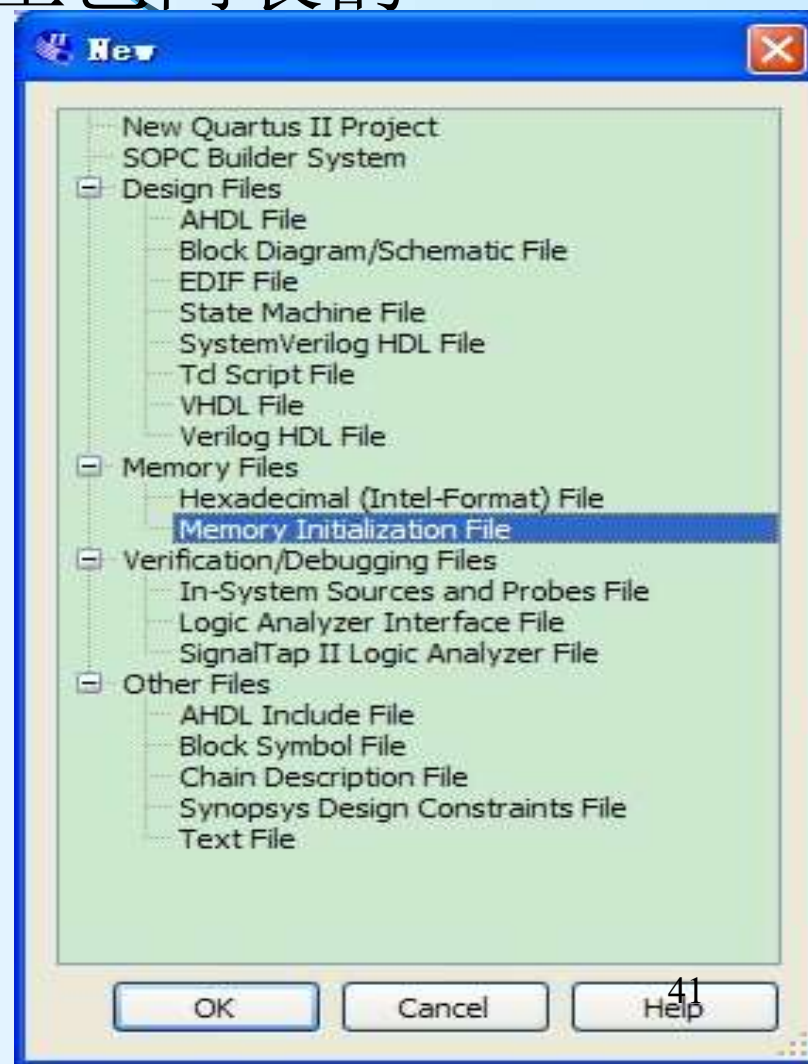 的
New
New Quartus II Project
SOPC Builder System
Design Files
AHDL File
Block Diagram/Schematic File
EDIF File
State Machine File
SystemVerilog HDL File
Tcl Script File
VHDL File
Verilog HDL File
Memory Files
Hexadecimal (Intel-Format) File
Memory Initialization File
Verification/Debugging Files
In-System Sources and Probes File
Logic Analyzer Interface File
SignalTap II Logic Analyzer File
Other Files
AHDL Include File
Block Symbol File
Chain Description File
Synopsys Design Constraints File
Text File
OK Cancel Help
41